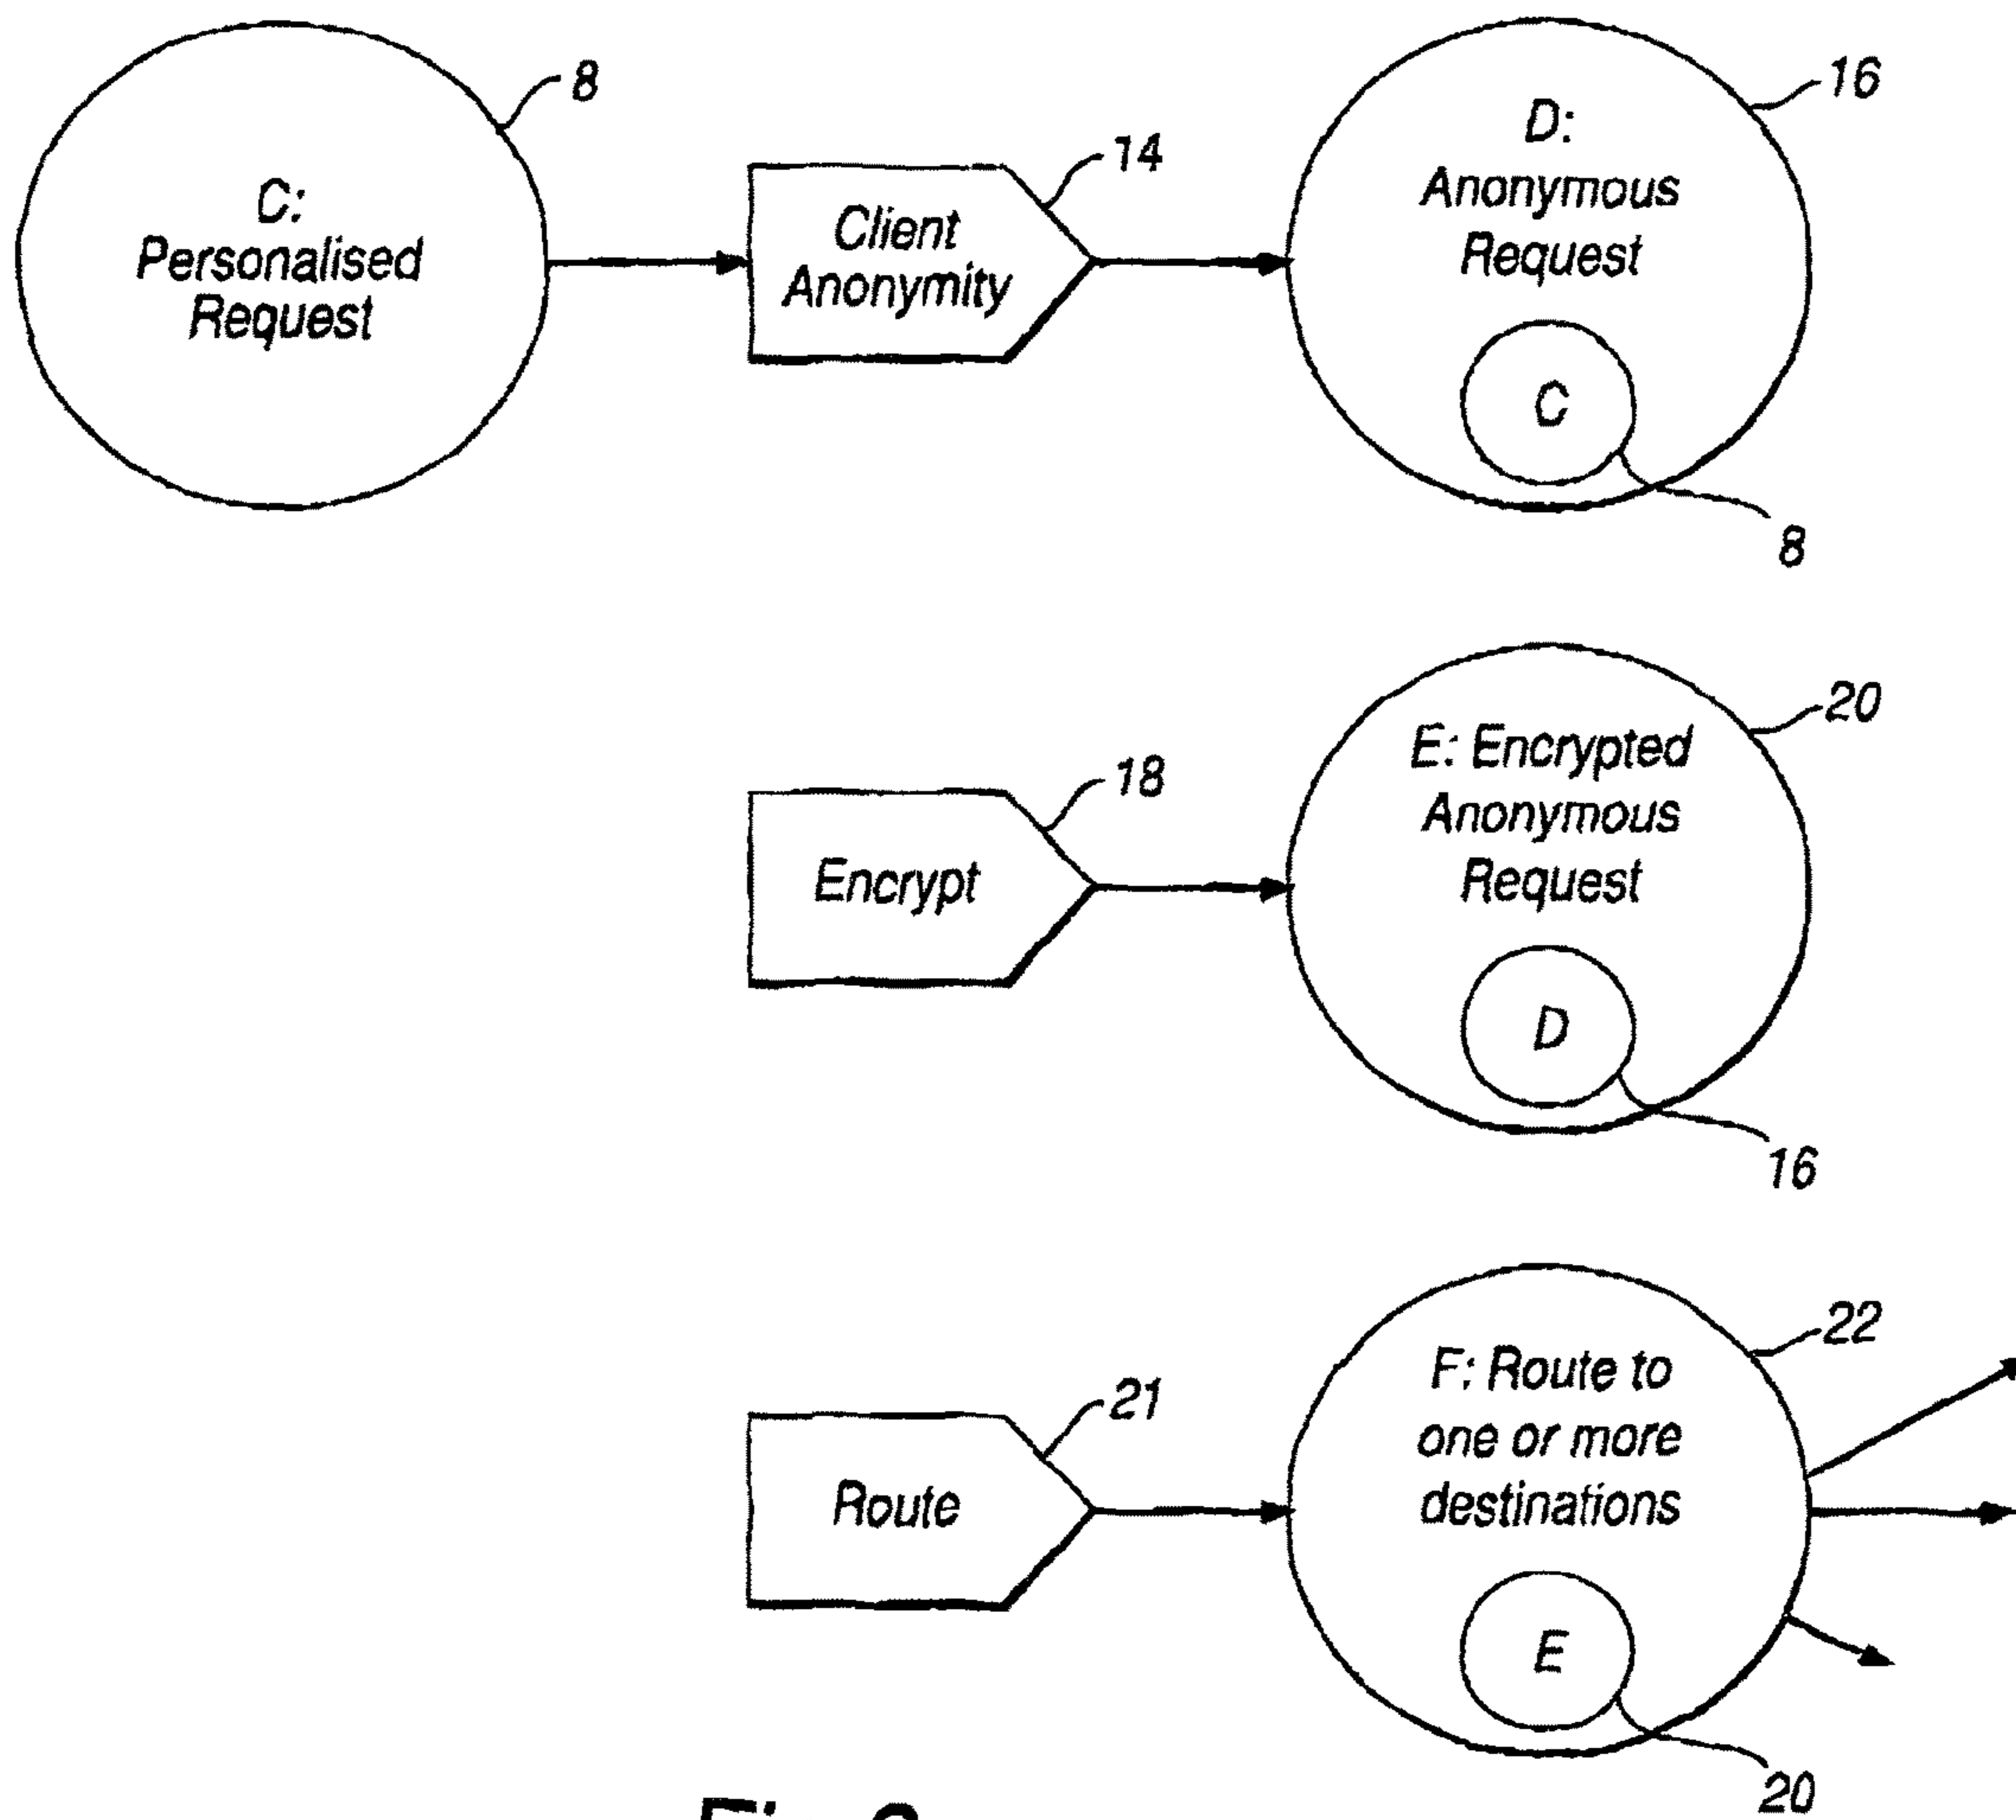 8
C:
Personalised
Request
14
Client
Anonymity
16
D:
Anonymous
Request
C
8
18
Encrypt
20
E: Encrypted
Anonymous
Request
D
16
21
Route
22
F: Route to
one or more
destinations
E
20